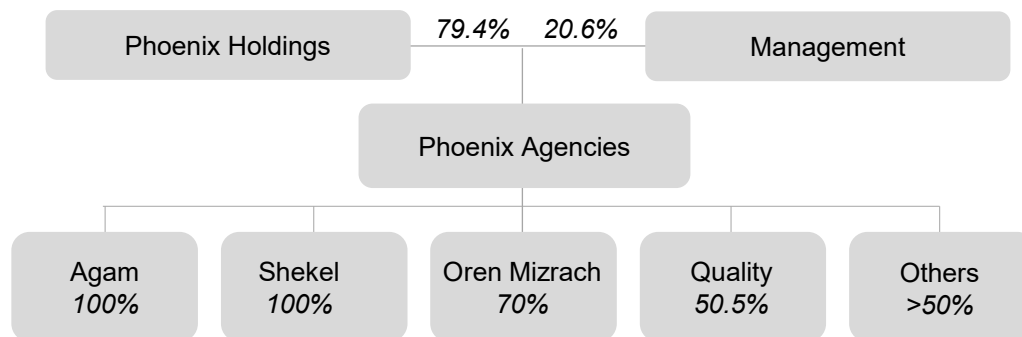 Phoenix Holdings
79.4%
20.6%
Management
Phoenix Agencies
Agam
100%
Shekel
100%
Oren Mizrach
70%
Quality
50.5%
Others
>50%